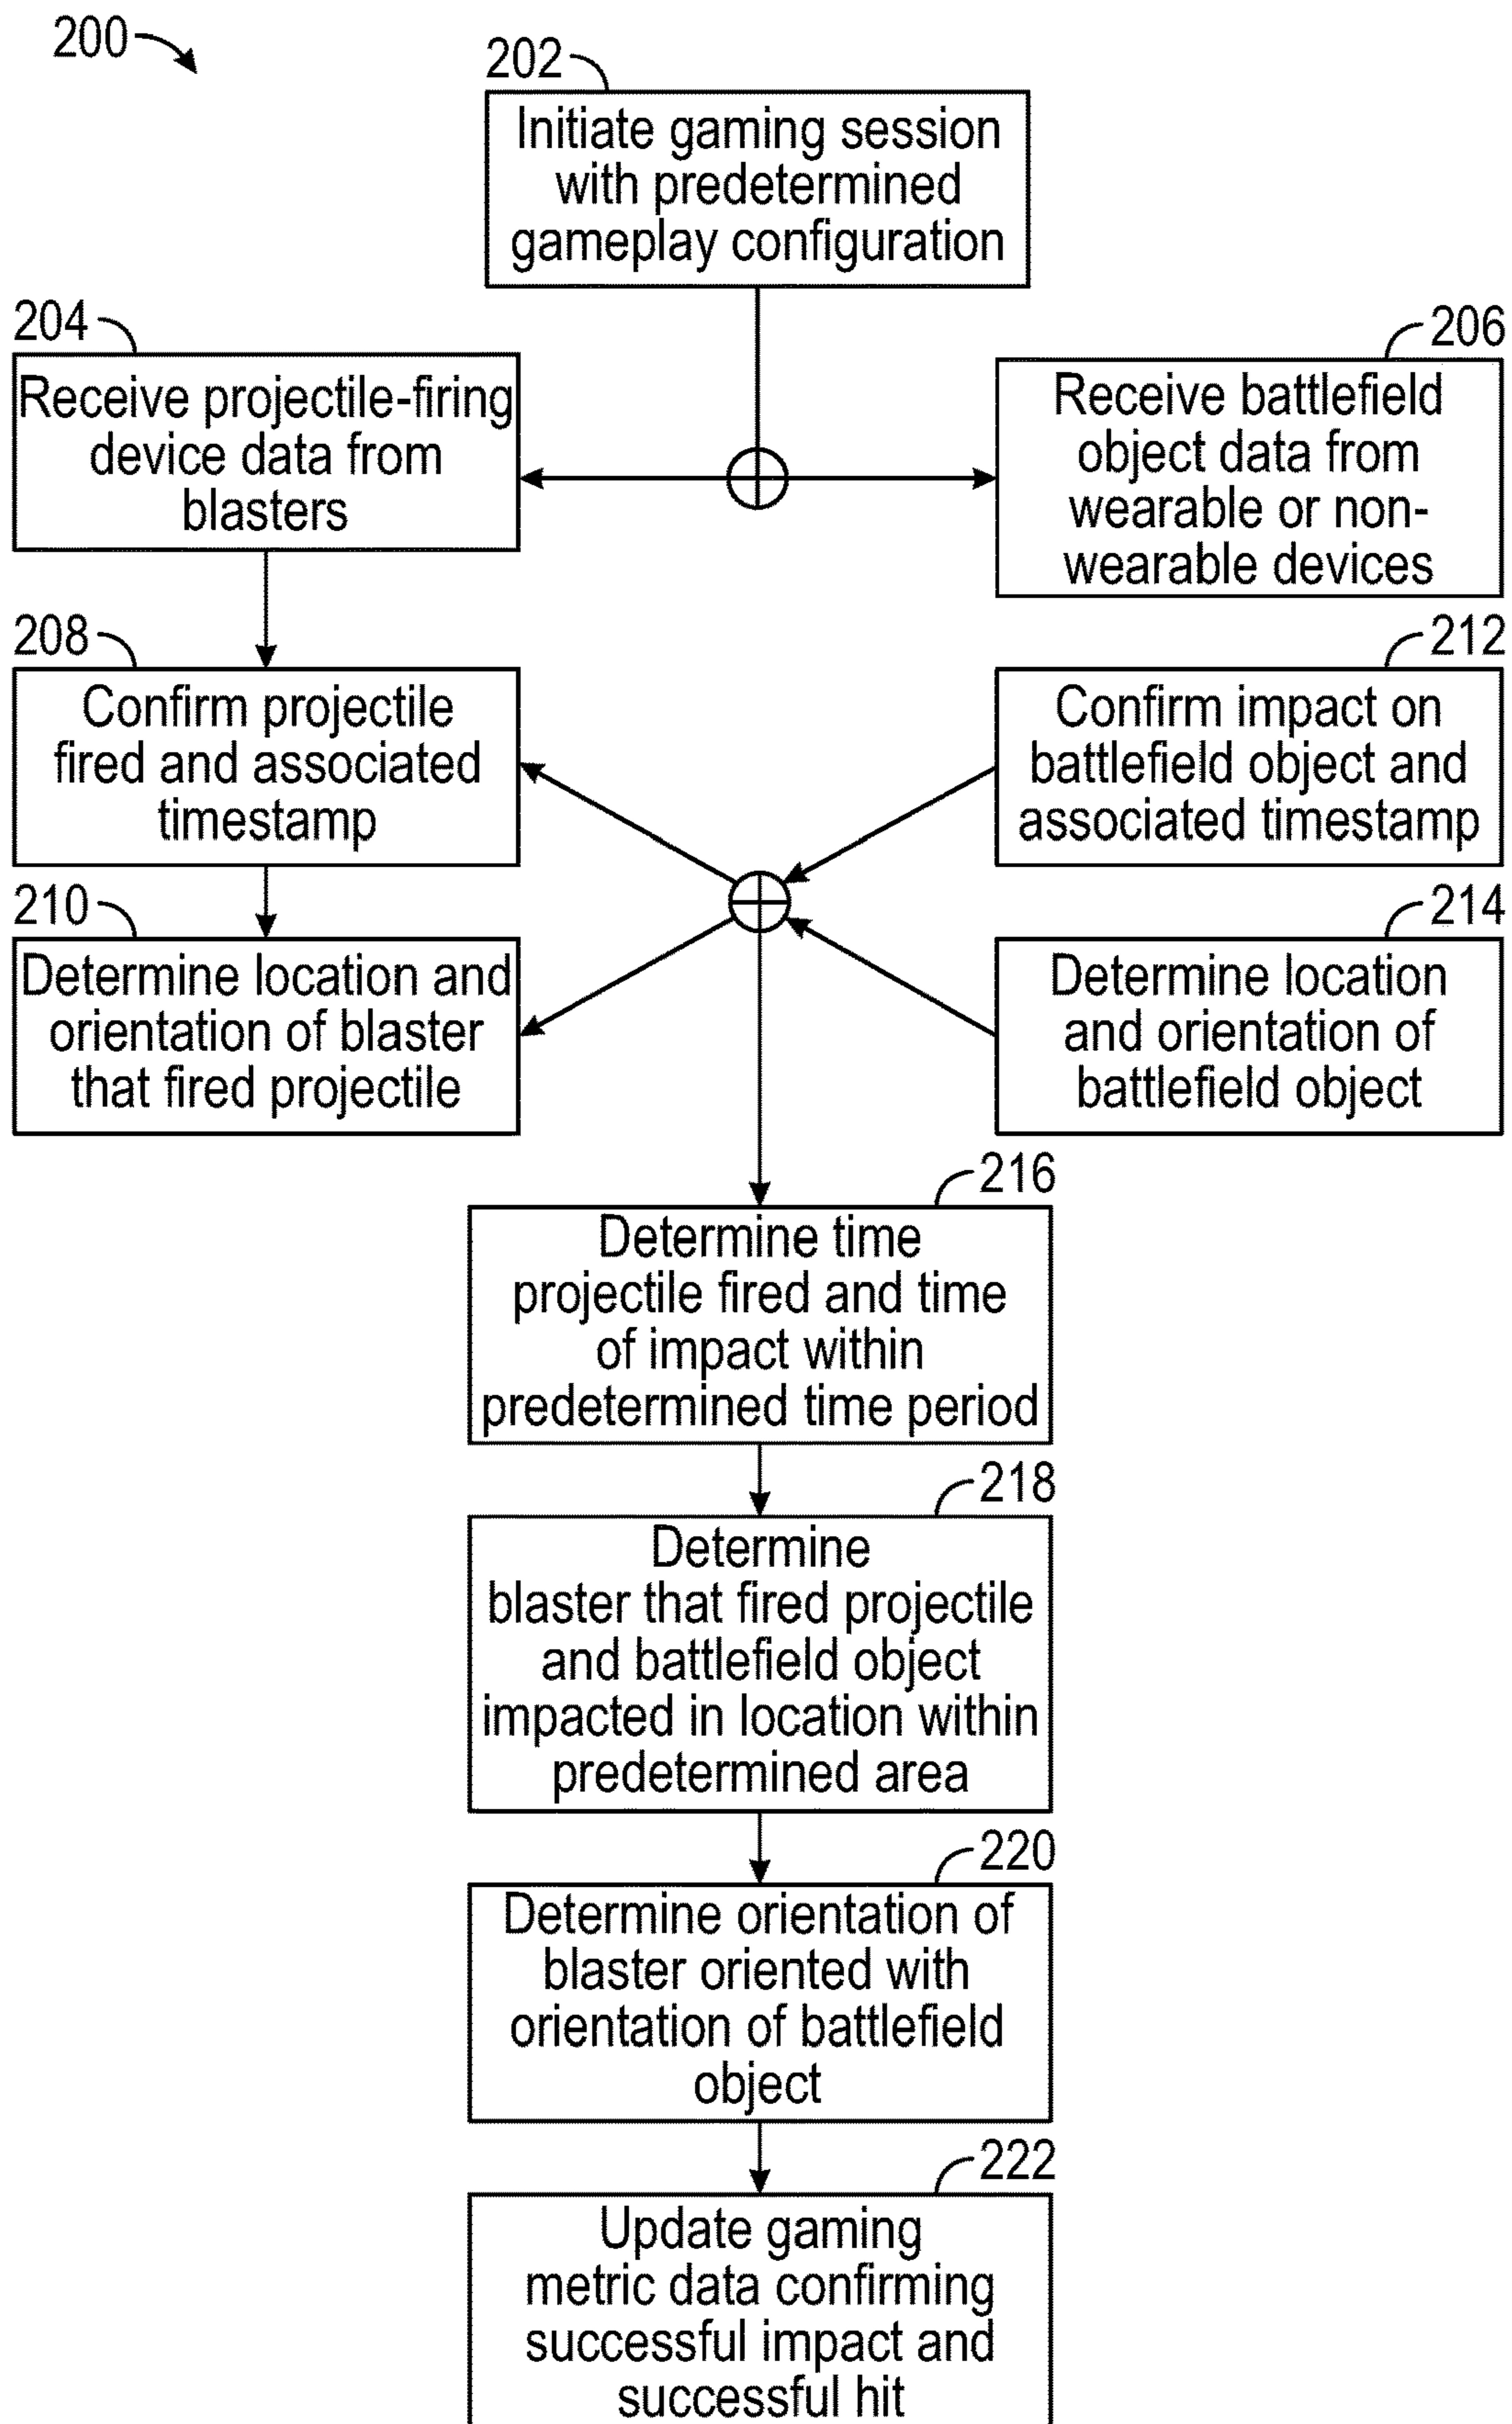 200
202
Initiate gaming session
with predetermined
gameplay configuration
204
Receive projectile-firing
device data from
blasters
206
Receive battlefield
object data from
wearable or non-
wearable devices
208
Confirm projectile
fired and associated
timestamp
212
Confirm impact on
battlefield object and
associated timestamp
210
Determine location and
orientation of blaster
that fired projectile
214
Determine location
and orientation of
battlefield object
216
Determine time
projectile fired and time
of impact within
predetermined time period
218
Determine
blaster that fired projectile
and battlefield object
impacted in location within
predetermined area
220
Determine orientation of
blaster oriented with
orientation of battlefield
object
222
Update gaming
metric data confirming
successful impact and
successful hit